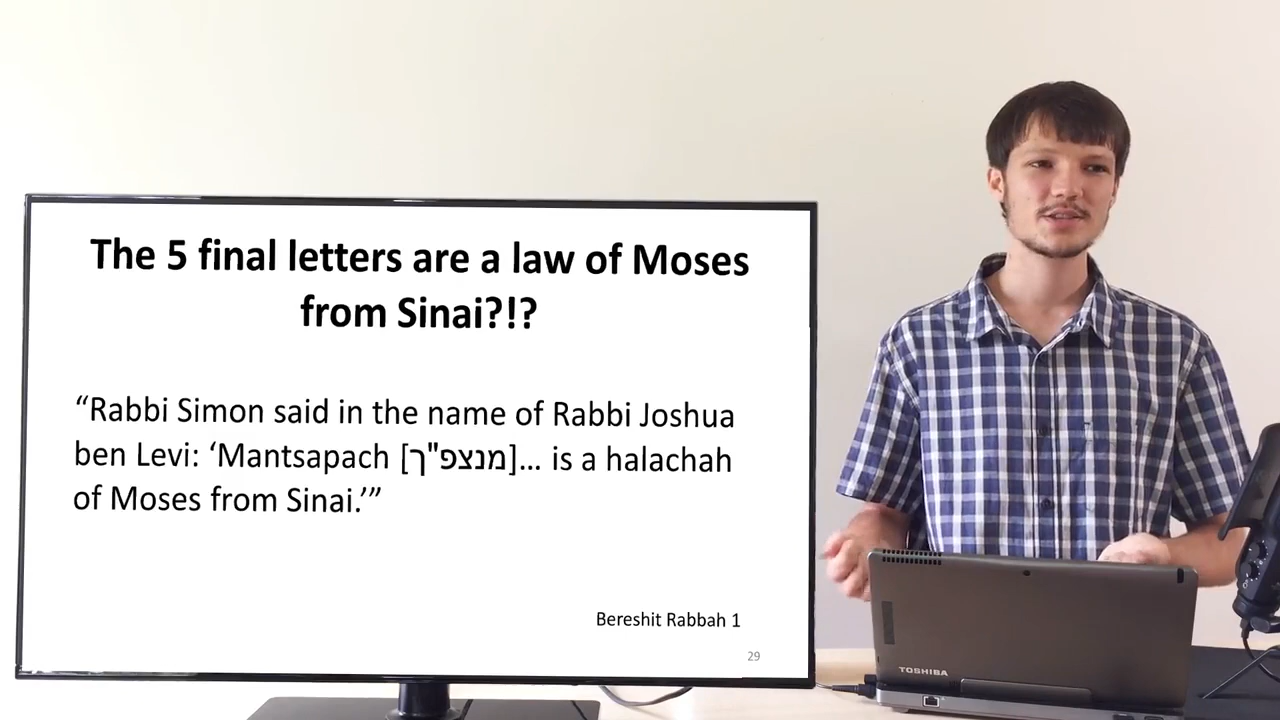 The 5 final letters are a law of Moses
from Sinai?!?
“Rabbi Simon said in the name of Rabbi Joshua
ben Levi: ‘Mantsapach [מנצפ"ך]... is a halachah
of Moses from Sinai.’”
Bereshit Rabbah 1
29
TOSHIBA